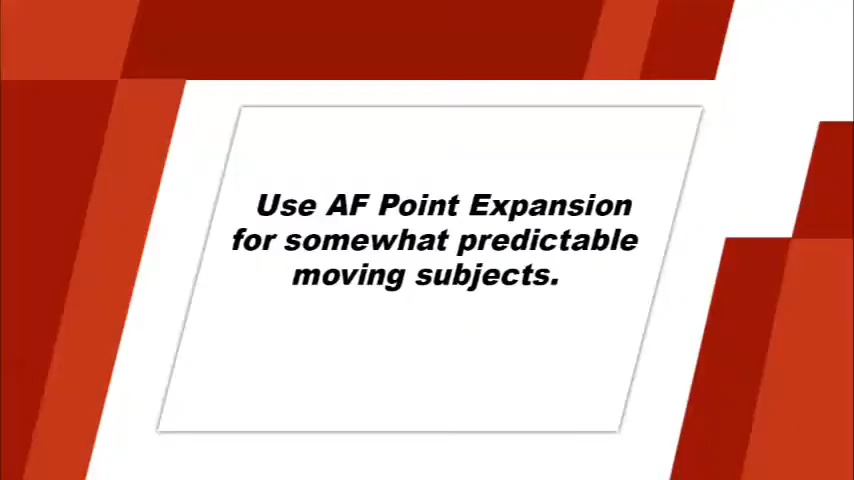 Use AF Point Expansion
for somewhat predictable
moving subjects.